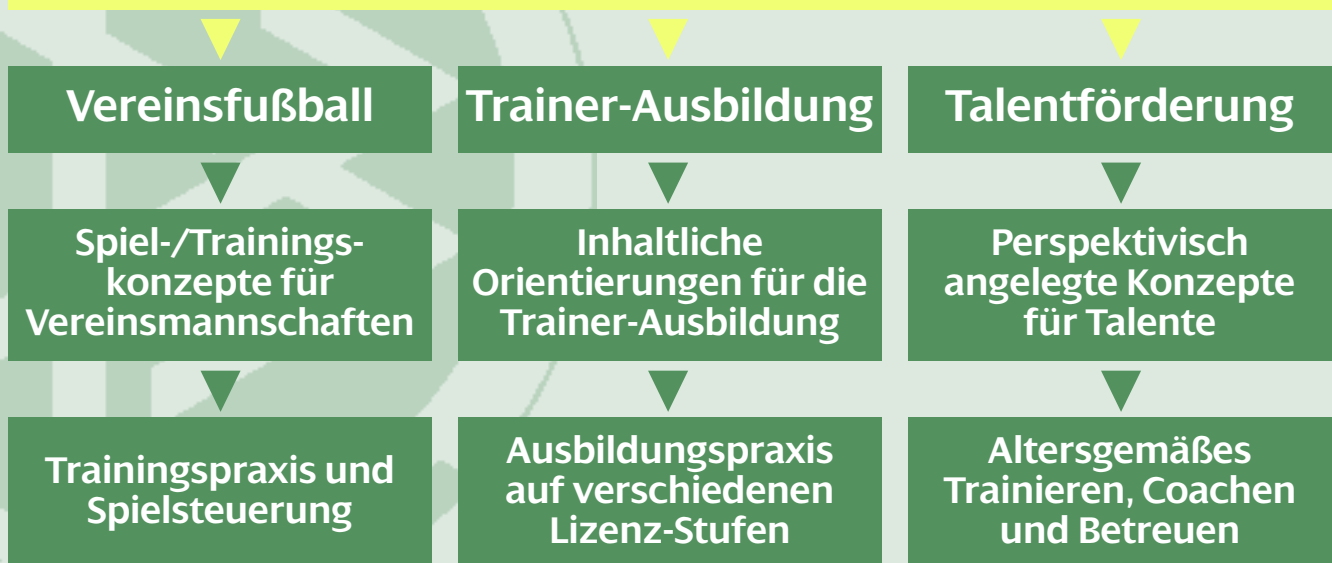 Vereinsfußball
Trainer-Ausbildung
Talentförderung
Spiel-/Trainings-
konzepte für
Vereinsmannschaften
Inhaltliche
Orientierungen für die
Trainer-Ausbildung
Perspektivisch
angelegte Konzepte
für Talente
Trainingspraxis und
Spielsteuerung
Ausbildungspraxis
auf verschiedenen
Lizenz-Stufen
Altersgemäßes
Trainieren, Coachen
und Betreuen